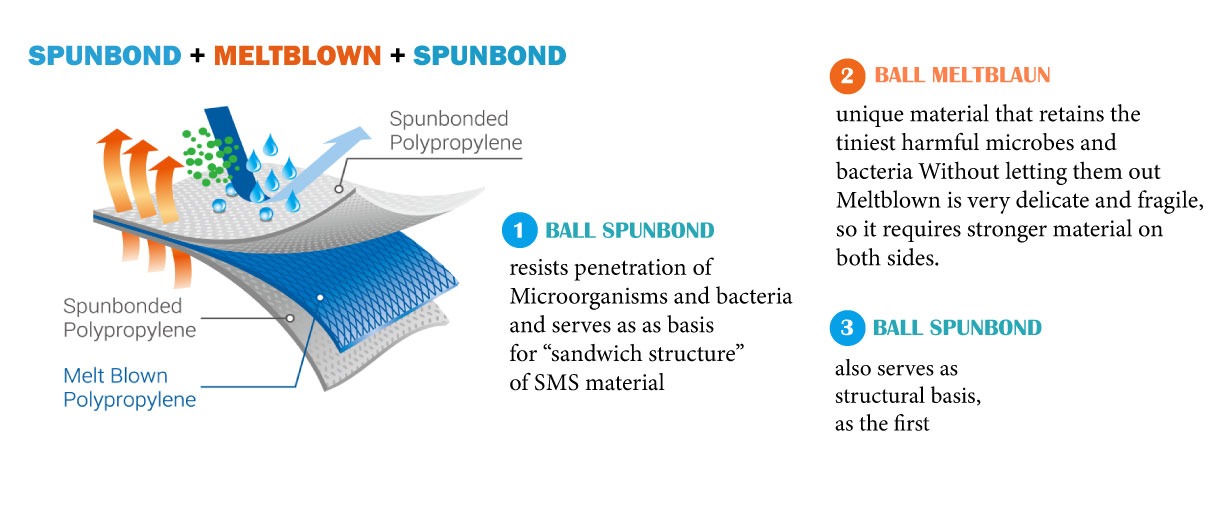 SPUNBOND + MELTBLOWN + SPUNBOND
Spunbonded
Polypropylene
Spunbonded
Polypropylene
Melt Blown
Polypropylene
1 BALL SPUNBOND
resists penetration of
Microorganisms and bacteria
and serves as as basis
for “sandwich structure”
of SMS material
2 BALL MELTBLAUN
unique material that retains the
tiniest harmful microbes and
bacteria Without letting them out
Meltblown is very delicate and fragile,
so it requires stronger material on
both sides.
3 BALL SPUNBOND
also serves as
structural basis,
as the first